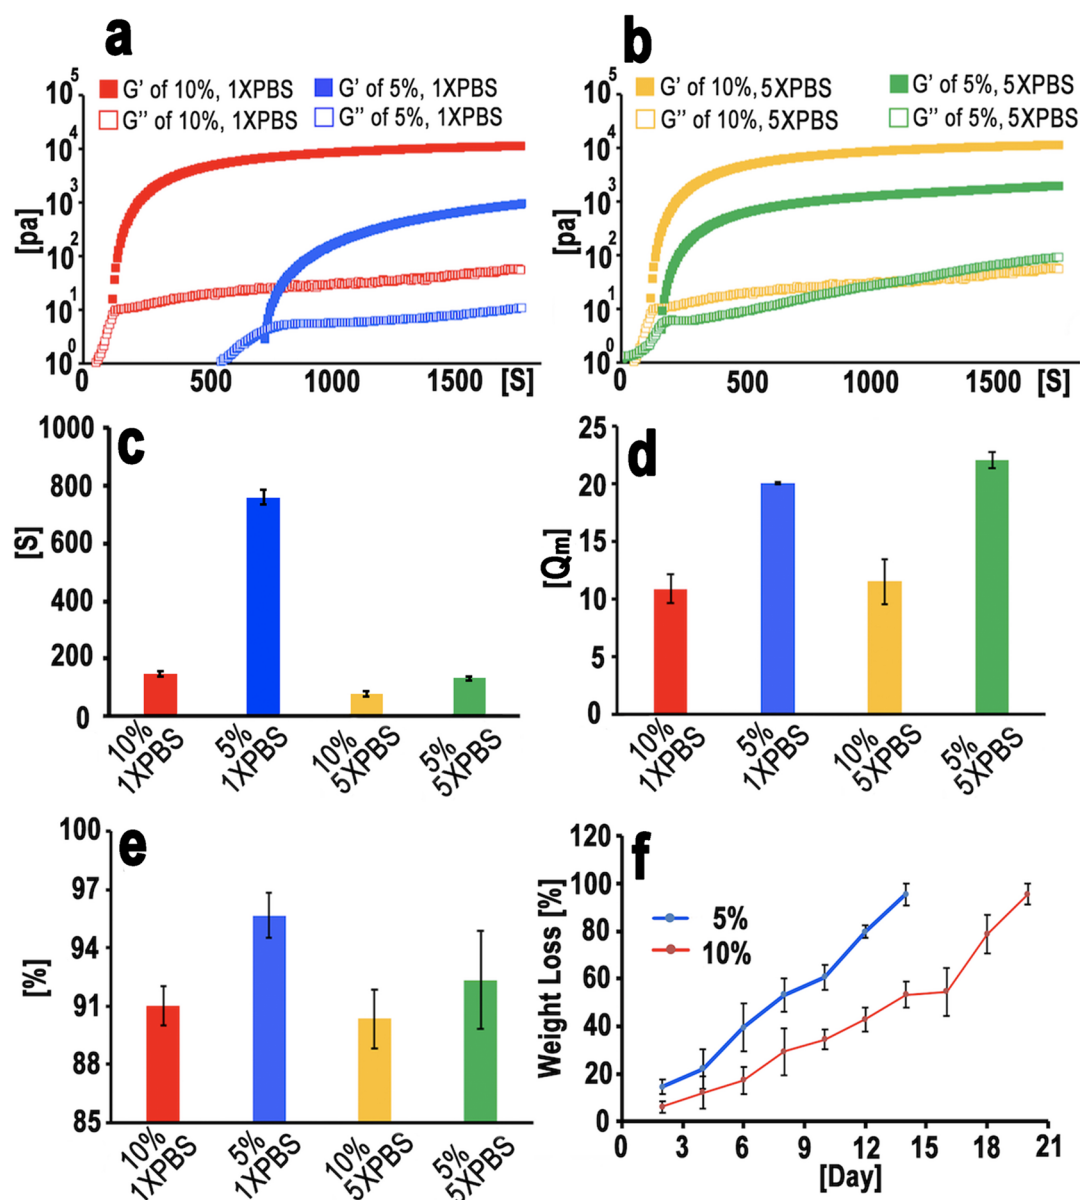 a
[pa]
10^5
10^4
10^3
10^2
10^1
10^0
G' of 10%, 1XPBS
G' of 5%, 1XPBS
G'' of 10%, 1XPBS
G'' of 5%, 1XPBS
0 500 1000 1500 [S]
b
[pa]
10^5
10^4
10^3
10^2
10^1
10^0
G' of 10%, 5XPBS
G' of 5%, 5XPBS
G'' of 10%, 5XPBS
G'' of 5%, 5XPBS
0 500 1000 1500 [S]
c
[S]
1000
800
600
400
200
0
10%
1XPBS
5%
1XPBS
10%
5XPBS
5%
5XPBS
d
[Qm]
25
20
15
10
5
0
10%
1XPBS
5%
1XPBS
10%
5XPBS
5%
5XPBS
e
[%]
100
97
94
91
88
85
10%
1XPBS
5%
1XPBS
10%
5XPBS
5%
5XPBS
f
Weight Loss [%]
120
100
80
60
40
20
0
5%
10%
0 3 6 9 12 15 18 21
[Day]